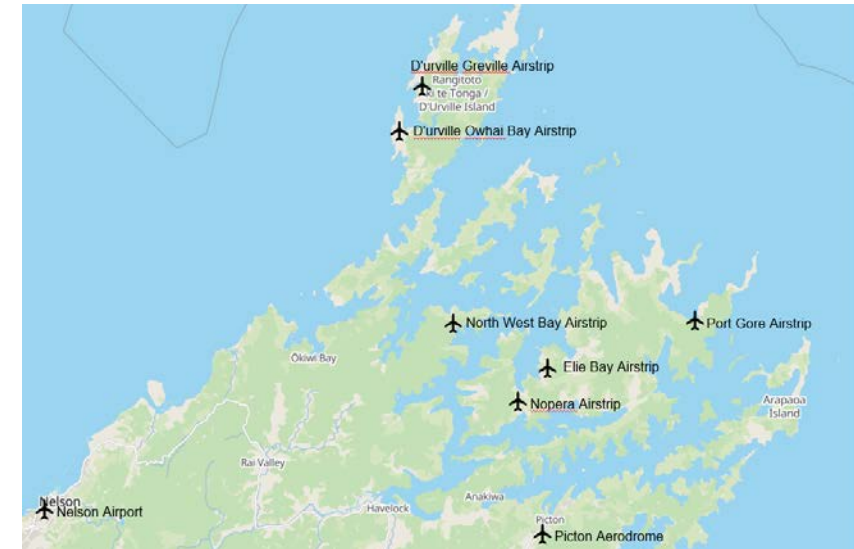 D'urville Greville Airstrip
Rangitoto
ki te Tonga /
D'Urville Island
D'urville Owhai Bay Airstrip
North West Bay Airstrip
Port Gore Airstrip
Ōkiwi Bay
Elie Bay Airstrip
Nopera Airstrip
Arapaoa
Island
Rai Valley
Nelson
Nelson Airport
Havelock
Anakiwa
Picton
Picton Aerodrome